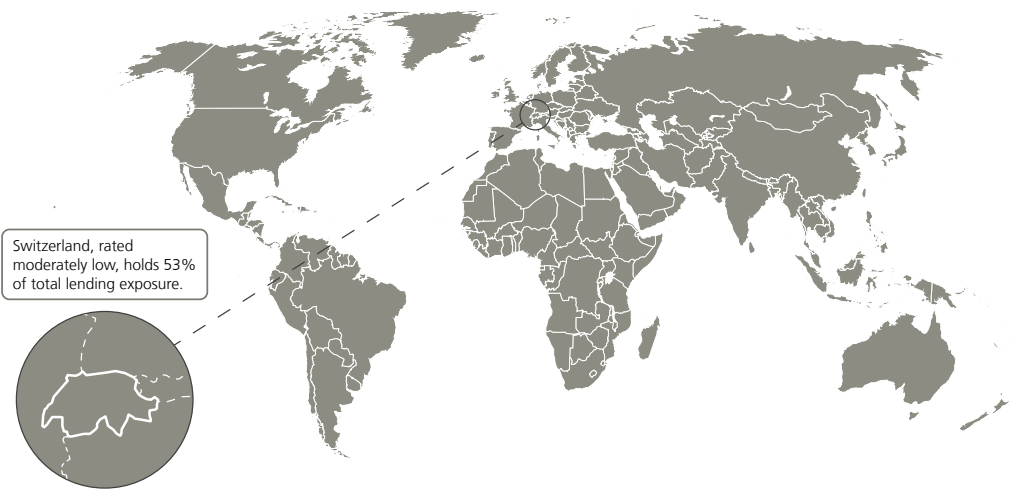 Switzerland, rated
moderately low, holds 53%
of total lending exposure.